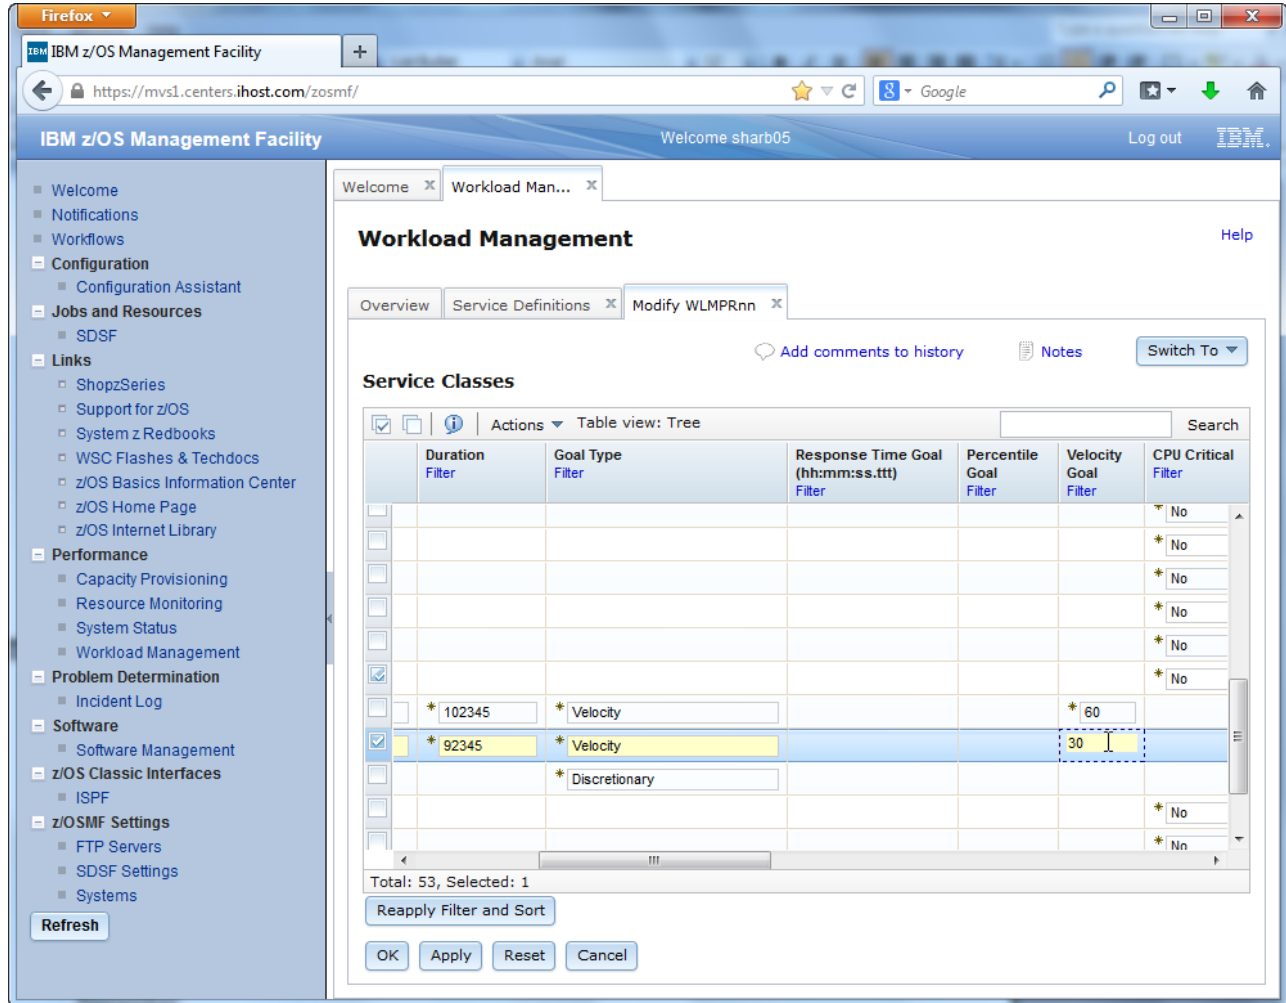 Firefox
IBM IBM z/OS Management Facility
https://mvs1.centers.ihost.com/zosmf/
8 Google
IBM z/OS Management Facility
Welcome sharb05
Log out
IBM.
Welcome
Notifications
Workflows
Configuration
Configuration Assistant
Jobs and Resources
SDSF
Links
ShopzSeries
Support for z/OS
System z Redbooks
WSC Flashes & Techdocs
z/OS Basics Information Center
z/OS Home Page
z/OS Internet Library
Performance
Capacity Provisioning
Resource Monitoring
System Status
Workload Management
Problem Determination
Incident Log
Software
Software Management
z/OS Classic Interfaces
ISPF
z/OSMF Settings
FTP Servers
SDSF Settings
Systems
Refresh
Welcome x Workload Man... x
Workload Management
Help
Overview Service Definitions x Modify WLMPRnn x
Add comments to history Notes Switch To
Service Classes
Actions Table view: Tree Search
Duration Goal Type Response Time Goal (hh:mm:ss.ttt) Percentile Goal Velocity Goal CPU Critical
Filter Filter Filter Filter Filter Filter
* No
* No
* No
* No
* No
* No
* 102345 * Velocity * 60
* 92345 * Velocity 30
* Discretionary
* No
* No
Total: 53, Selected: 1
Reapply Filter and Sort
OK Apply Reset Cancel